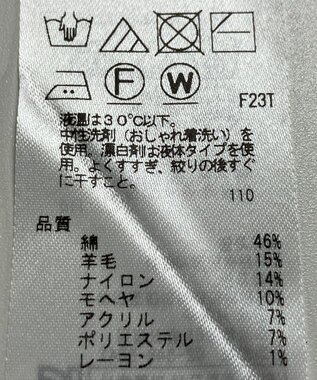 F W F23T
液温は30℃以下。
中性洗剤（おしゃれ着洗い）を
使用。漂白剤は液体タイプを使
用。よくすすぎ、絞りの後すぐ
に干すこと。
110
品質
綿 46%
羊毛 15%
ナイロン 14%
モヘヤ 10%
アクリル 7%
ポリエステル 7%
レーヨン 1%